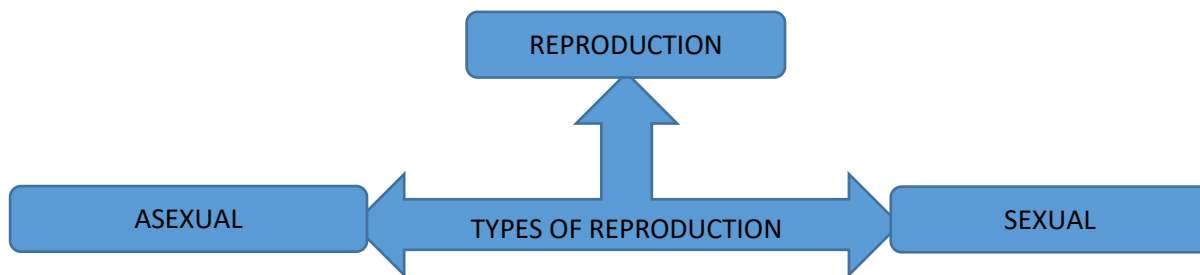 REPRODUCTION
ASEXUAL
TYPES OF REPRODUCTION
SEXUAL